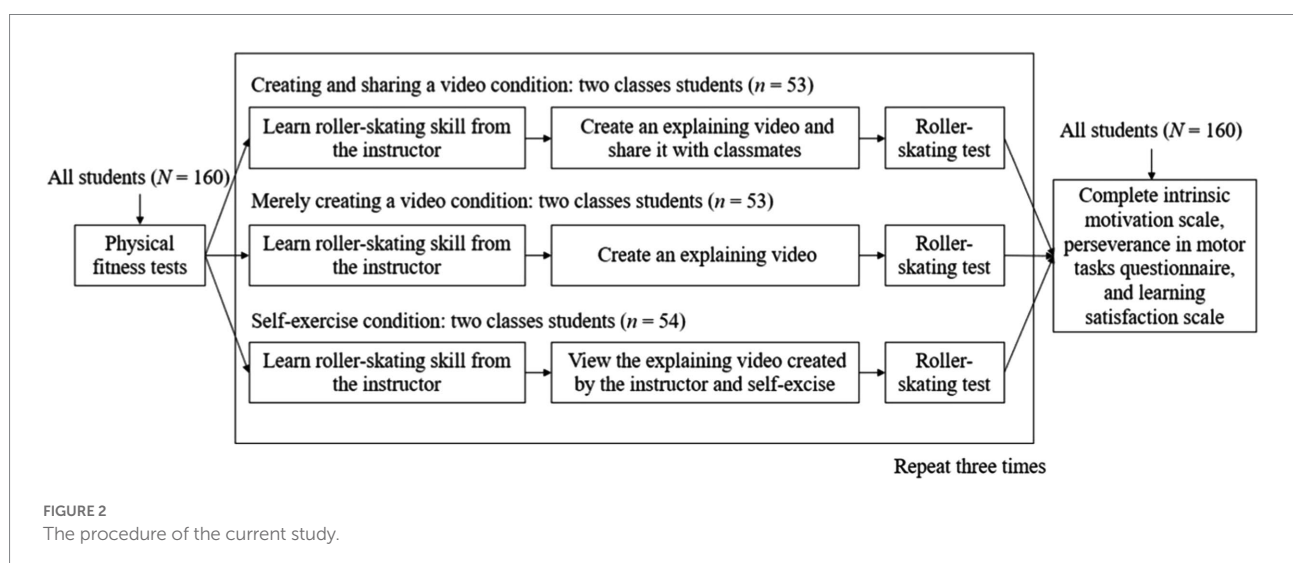 Creating and sharing a video condition: two classes students (n = 53)
Learn roller-skating skill from
the instructor
Create an explaining video and
share it with classmates
Roller-
skating test
All students (N = 160)
All students (N = 160)
Merely creating a video condition: two classes students (n = 53)
Physical
fitness tests
Learn roller-skating skill from
the instructor
Create an explaining video
Roller-
skating test
Complete intrinsic
motivation scale,
perseverance in motor
tasks questionnaire,
and learning
satisfaction scale
Self-exercise condition: two classes students (n = 54)
Learn roller-skating skill from
the instructor
View the explaining video created
by the instructor and self-excise
Roller-
skating test
Repeat three times
FIGURE 2
The procedure of the current study.